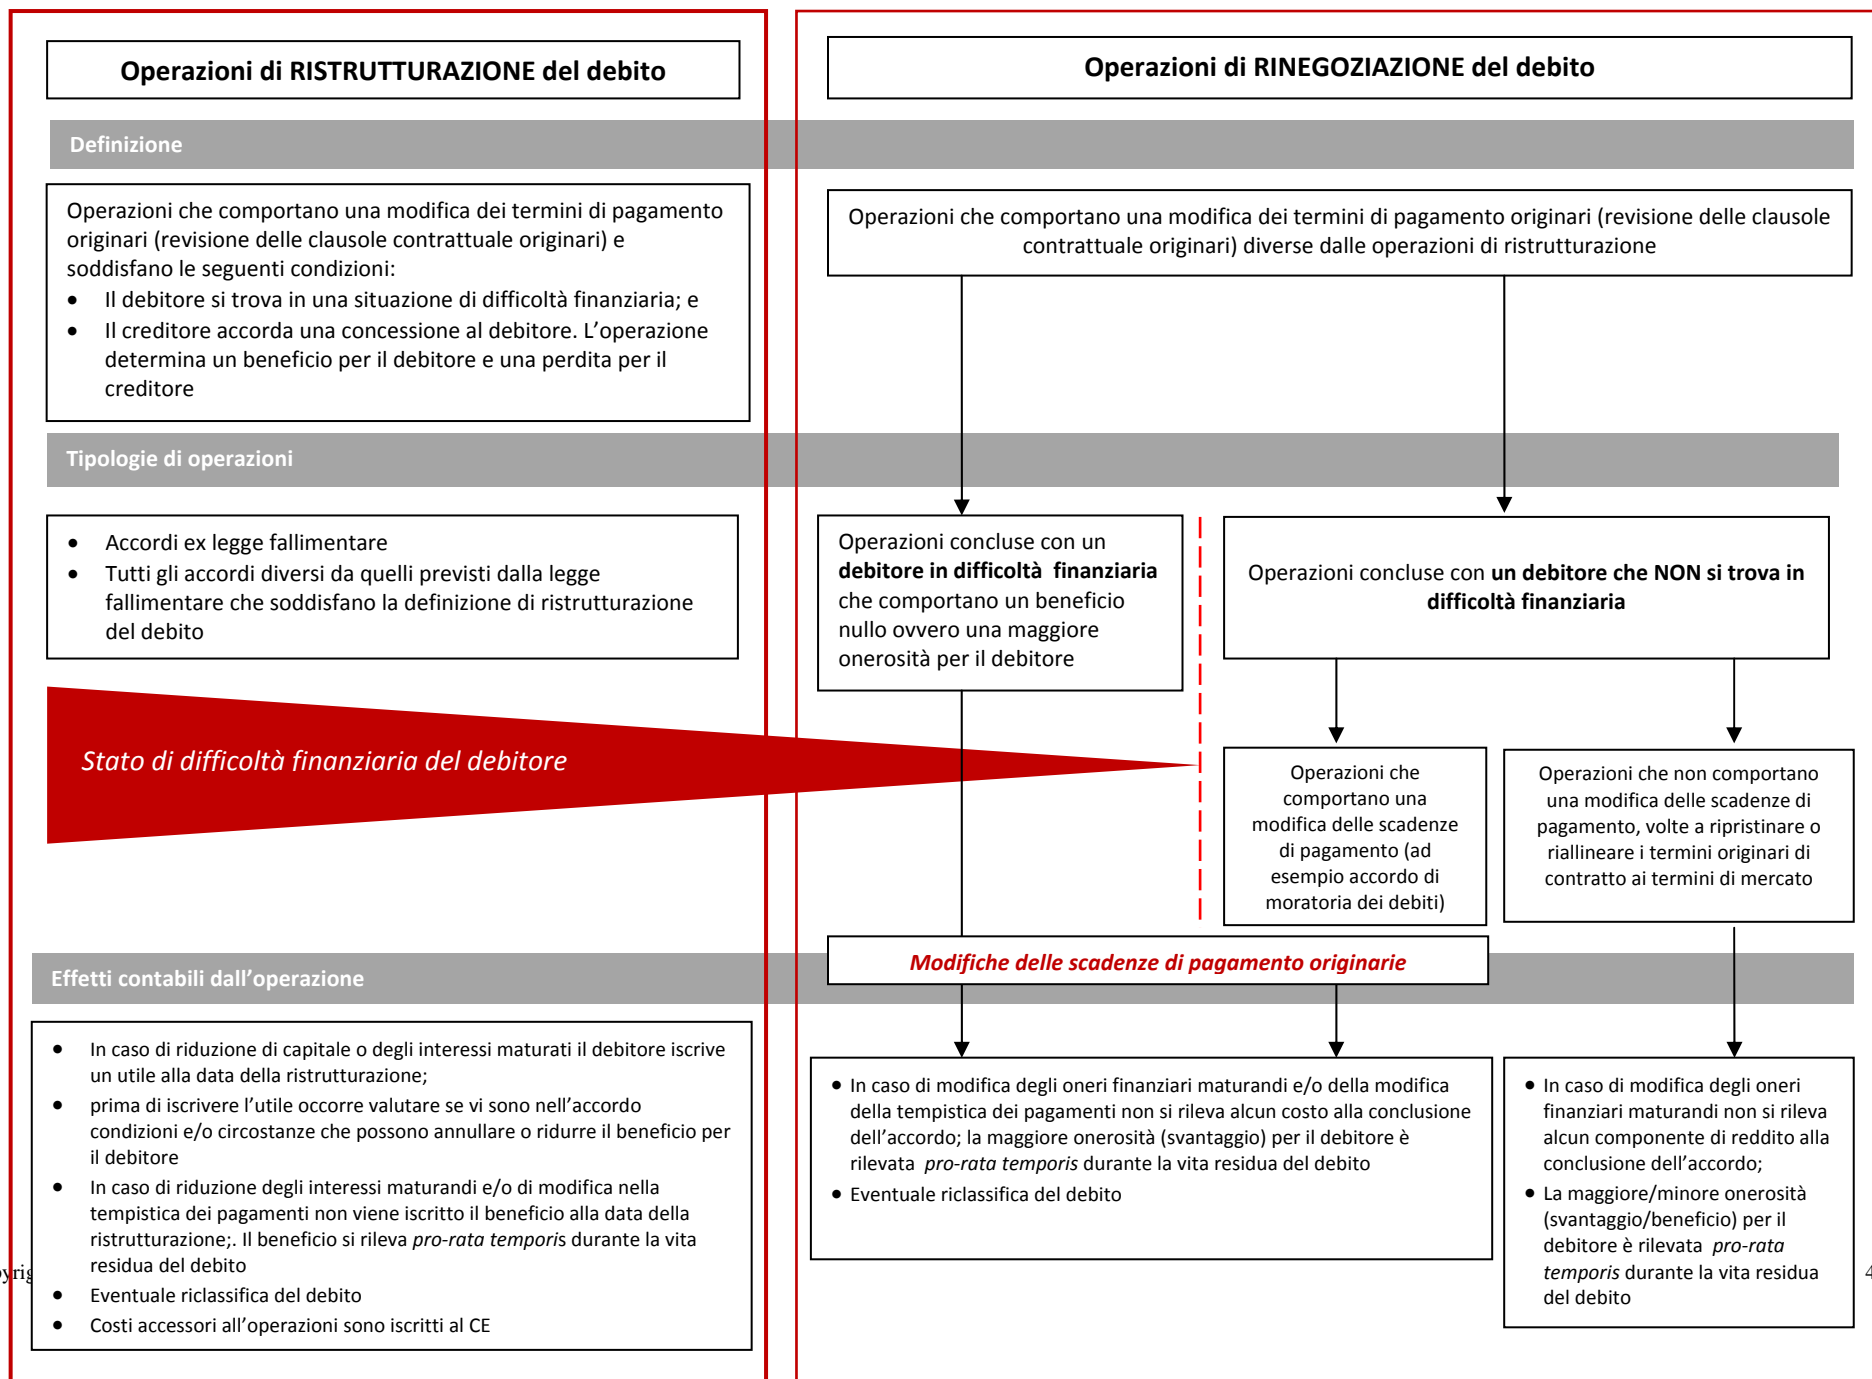 Operazioni di RISTRUTTURAZIONE del debito
Operazioni di RINEGOZIAZIONE del debito
Definizione
Operazioni che comportano una modifica dei termini di pagamento
originari (revisione delle clausole contrattuale originari) e
soddisfano le seguenti condizioni:
• Il debitore si trova in una situazione di difficoltà finanziaria; e
• Il creditore accorda una concessione al debitore. L'operazione
determina un beneficio per il debitore e una perdita per il
creditore
Operazioni che comportano una modifica dei termini di pagamento originari (revisione delle clausole
contrattuale originari) diverse dalle operazioni di ristrutturazione
Tipologie di operazioni
• Accordi ex legge fallimentare
• Tutti gli accordi diversi da quelli previsti dalla legge
fallimentare che soddisfano la definizione di ristrutturazione
del debito
Operazioni concluse con un
debitore in difficoltà finanziaria
che comportano un beneficio
nullo ovvero una maggiore
onerosità per il debitore
Operazioni concluse con un debitore che NON si trova in
difficoltà finanziaria
Stato di difficoltà finanziaria del debitore
Operazioni che
comportano una
modifica delle scadenze
di pagamento (ad
esempio accordo di
moratoria dei debiti)
Operazioni che non comportano
una modifica delle scadenze di
pagamento, volte a ripristinare o
riallineare i termini originari di
contratto ai termini di mercato
Modifiche delle scadenze di pagamento originarie
Effetti contabili dall'operazione
• In caso di riduzione di capitale o degli interessi maturati il debitore iscrive
un utile alla data della ristrutturazione;
• prima di iscrivere l'utile occorre valutare se vi sono nell'accordo
condizioni e/o circostanze che possono annullare o ridurre il beneficio per
il debitore
• In caso di riduzione degli interessi maturandi e/o di modifica nella
tempistica dei pagamenti non viene iscritto il beneficio alla data della
ristrutturazione;. Il beneficio si rileva pro-rata temporis durante la vita
residua del debito
• Eventuale riclassifica del debito
• Costi accessori all'operazioni sono iscritti al CE
• In caso di modifica degli oneri finanziari maturandi e/o della modifica
della tempistica dei pagamenti non si rileva alcun costo alla conclusione
dell'accordo; la maggiore onerosità (svantaggio) per il debitore è
rilevata pro-rata temporis durante la vita residua del debito
• Eventuale riclassifica del debito
• In caso di modifica degli oneri
finanziari maturandi non si rileva
alcun componente di reddito alla
conclusione dell'accordo;
• La maggiore/minore onerosità
(svantaggio/beneficio) per il
debitore è rilevata pro-rata
temporis durante la vita residua
del debito
4